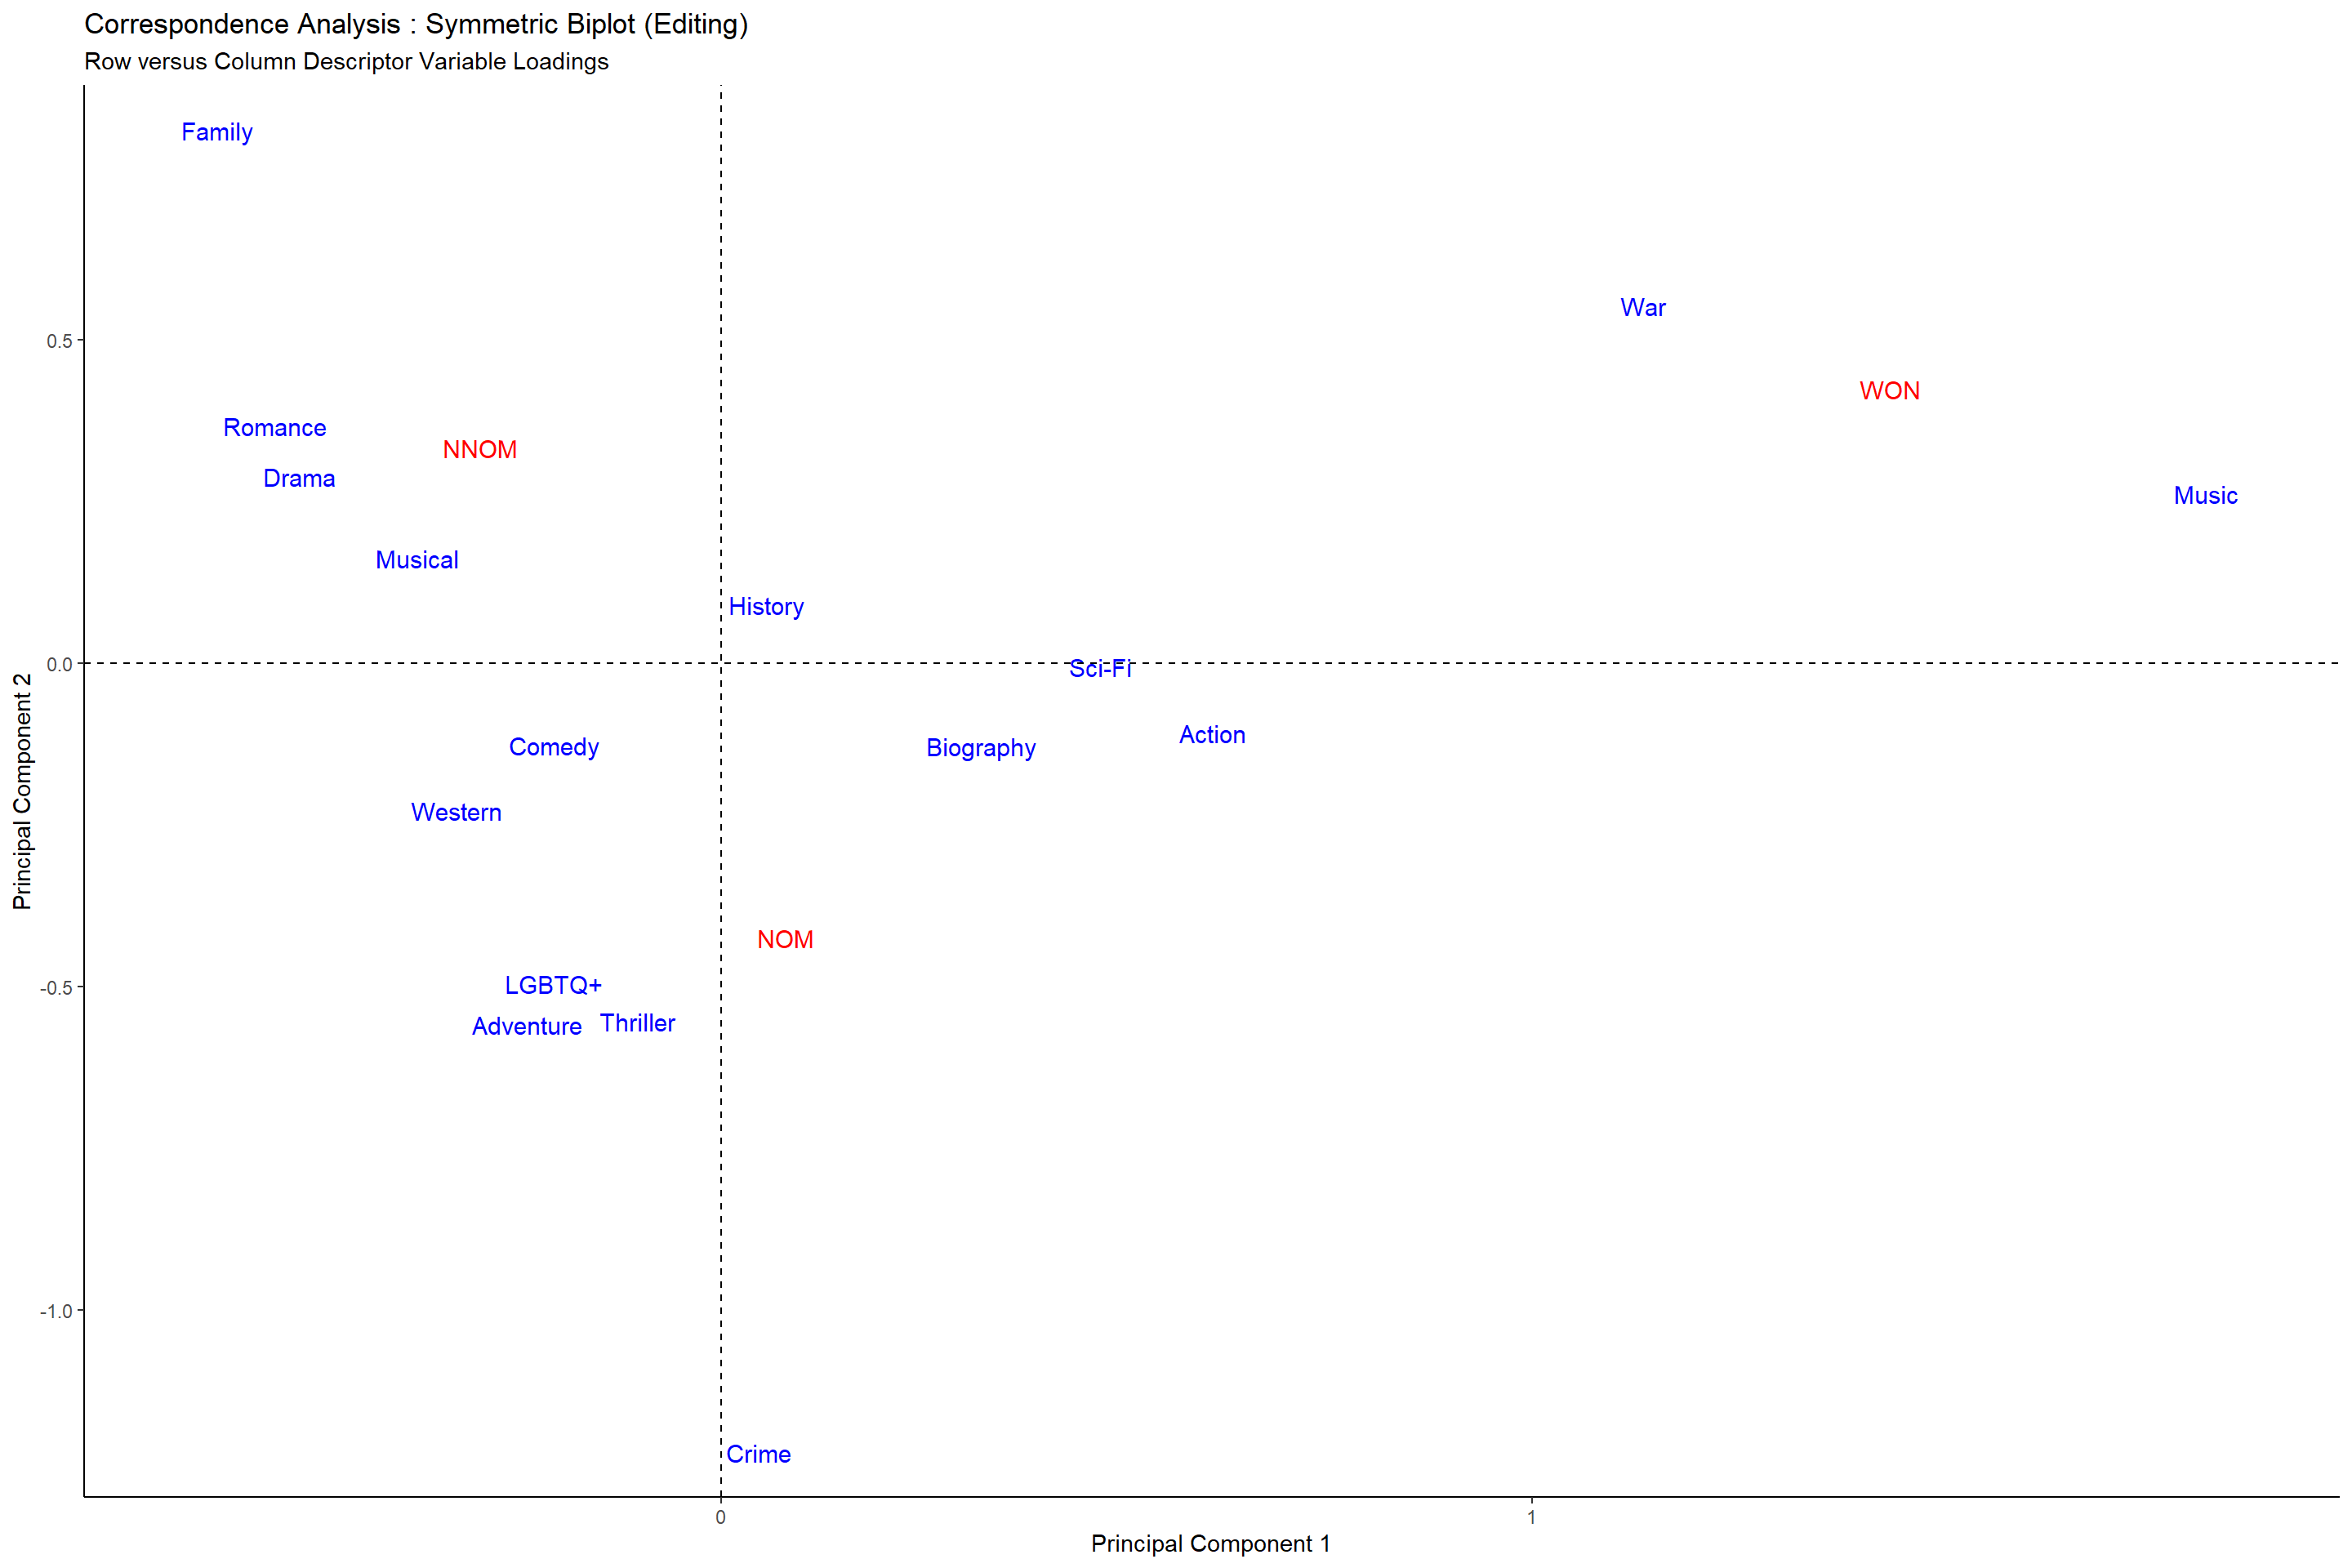 Correspondence Analysis : Symmetric Biplot (Editing)
Row versus Column Descriptor Variable Loadings
Family
War
0.5
WON
Romance
NNOM
Drama
Music
Musical
History
0.0
Sci-Fi
Action
Comedy
Biography
Western
Principal Component 2
NOM
LGBTQ+
-0.5
Thriller
Adventure
-1.0
Crime
0
1
Principal Component 1